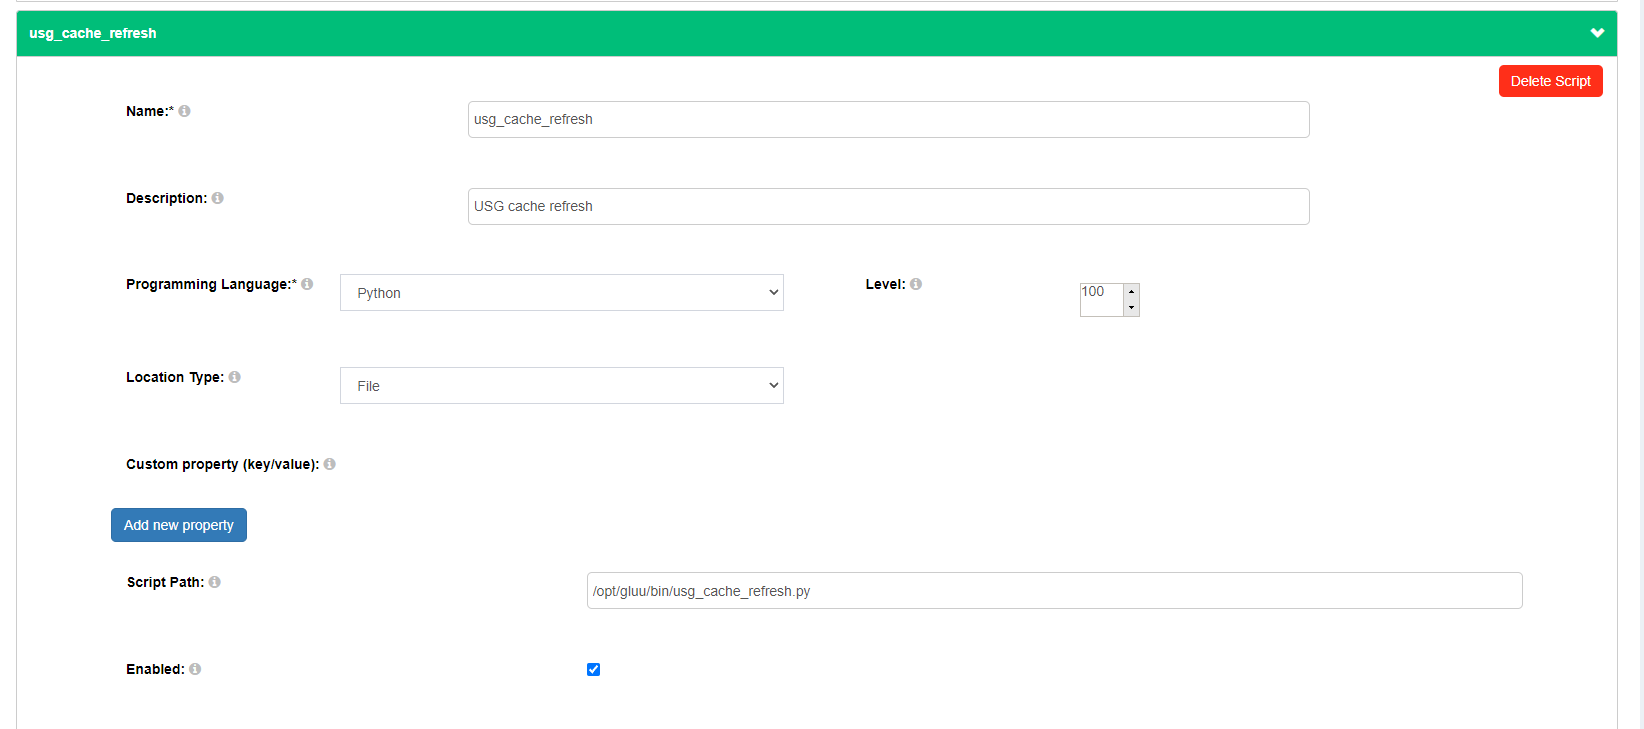 usg_cache_refresh
Delete Script
Name:*
usg_cache_refresh
Description:
USG cache refresh
Programming Language:*
Python
Level:
100
Location Type:
File
Custom property (key/value):
Add new property
Script Path:
/opt/gluu/bin/usg_cache_refresh.py
Enabled: